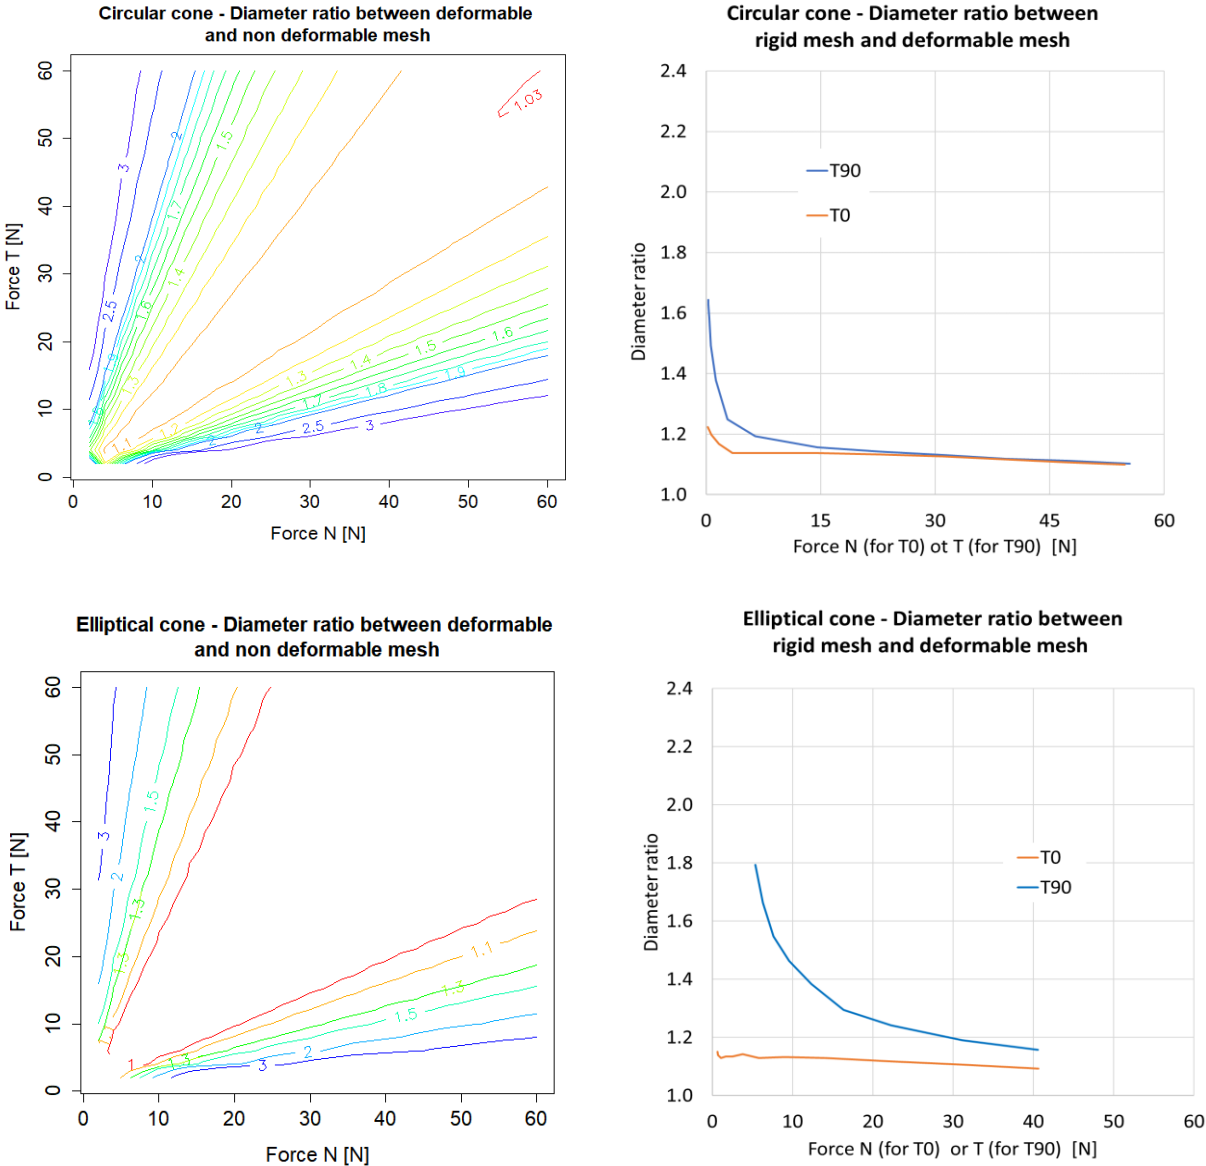 Circular cone - Diameter ratio between deformable
and non deformable mesh
Force T [N]
60
50
40
30
20
10
0
3
2.5
2
2
1.5
1.7
1.4
1.6
1.9
1.3
1.1
1.2
1.03
1.3
1.4
1.5
1.6
1.7
1.8
1.9
2
2
2.5
3
0 10 20 30 40 50 60
Force N [N]
Circular cone - Diameter ratio between
rigid mesh and deformable mesh
Diameter ratio
2.4
2.2
2.0
1.8
1.6
1.4
1.2
1.0
T90
T0
0 15 30 45 60
Force N (for T0) ot T (for T90) [N]
Elliptical cone - Diameter ratio between deformable
and non deformable mesh
Force T [N]
60
50
40
30
20
10
0
3
2
1.5
1.3
1.3
1
1.3
1.1
1.3
1.5
2
3
0 10 20 30 40 50 60
Force N [N]
Elliptical cone - Diameter ratio between
rigid mesh and deformable mesh
Diameter ratio
2.4
2.2
2.0
1.8
1.6
1.4
1.2
1.0
T0
T90
0 10 20 30 40 50 60
Force N (for T0) or T (for T90) [N]